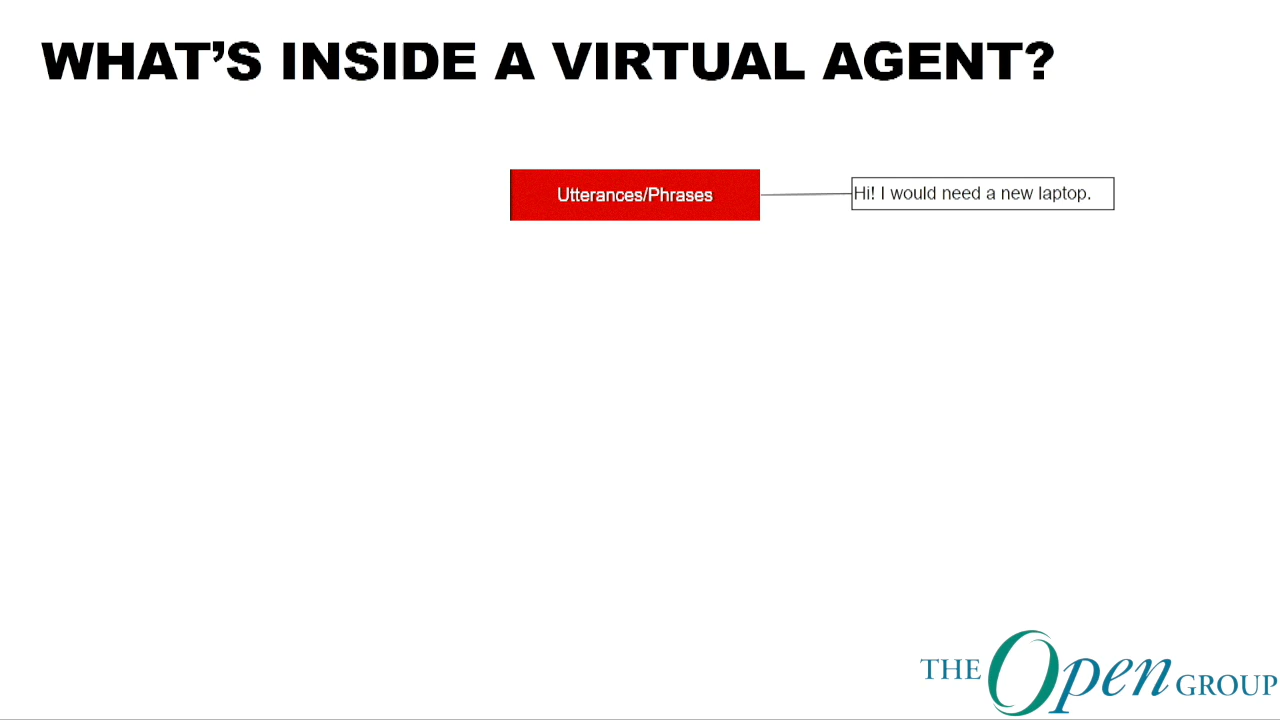 WHAT’S INSIDE A VIRTUAL AGENT?
Utterances/Phrases
Hi! I would need a new laptop.
THE Open GROUP